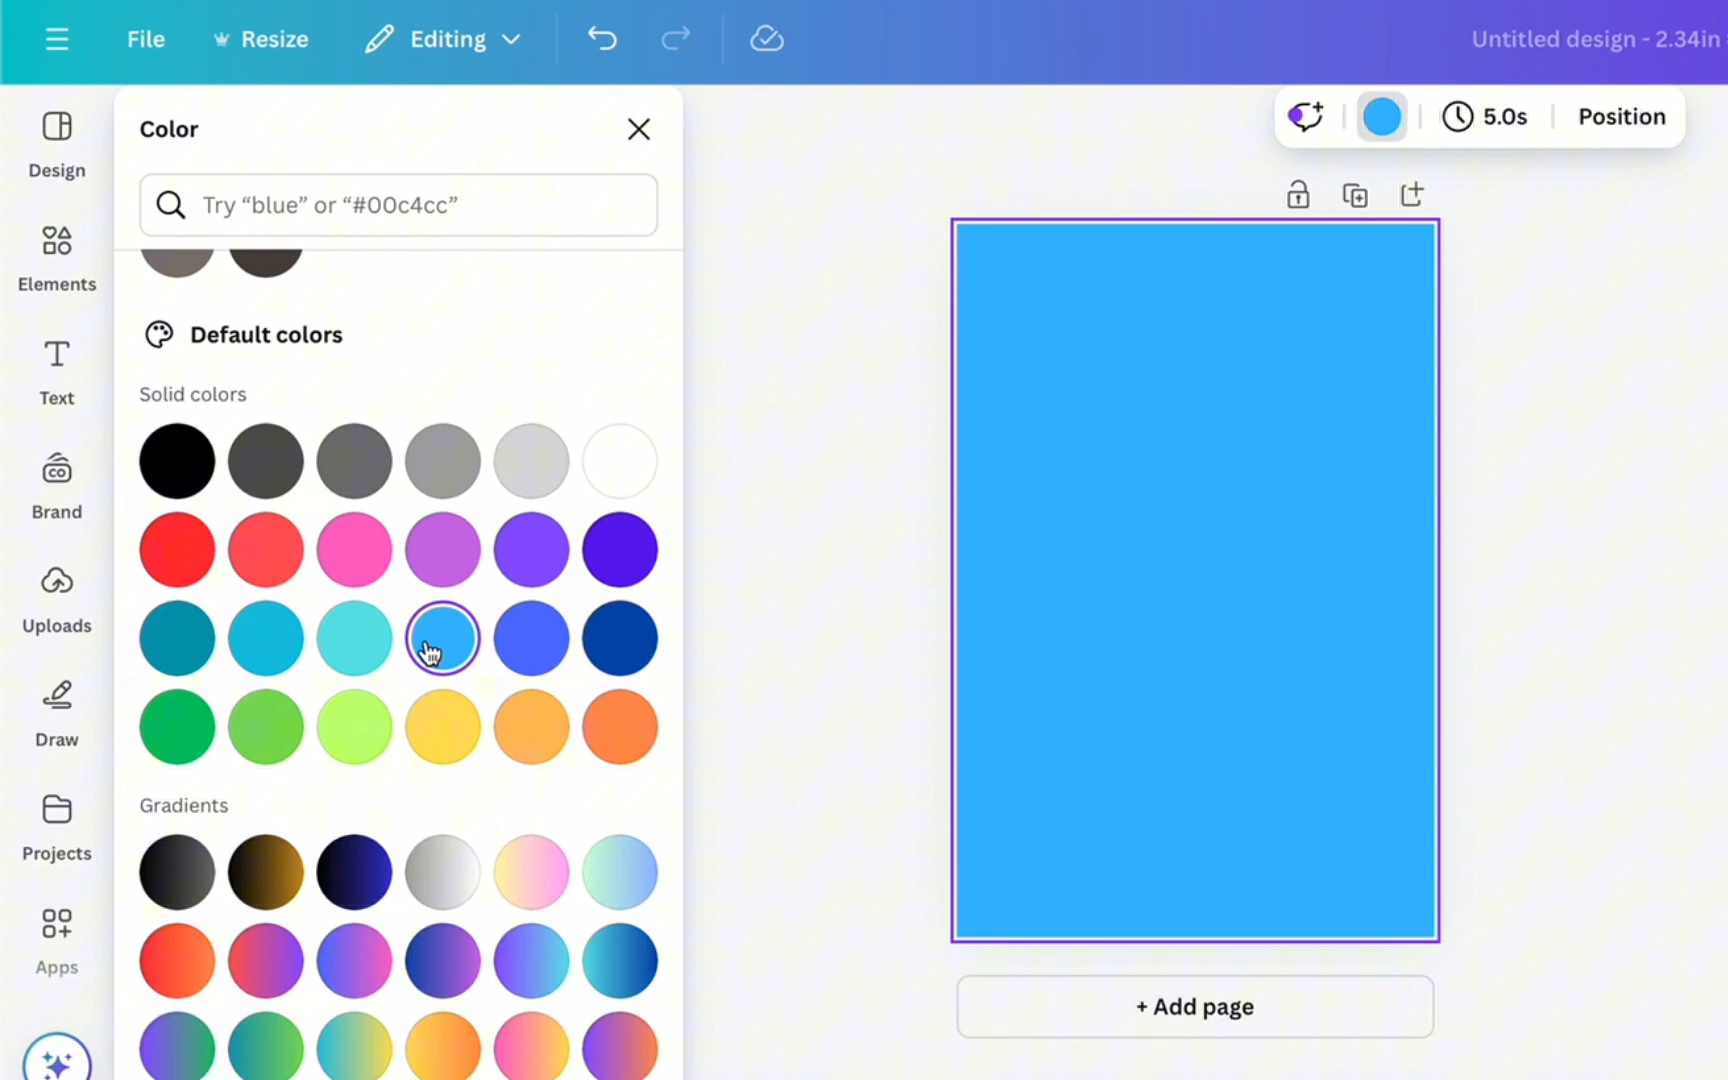 File
Resize
Editing
Untitled design - 2.34in
Design
Elements
Text
CO
Brand
Uploads
Draw
Projects
Apps
Color
Try “blue” or “#00c4cc”
Default colors
Solid colors
Gradients
5.0s
Position
+ Add page